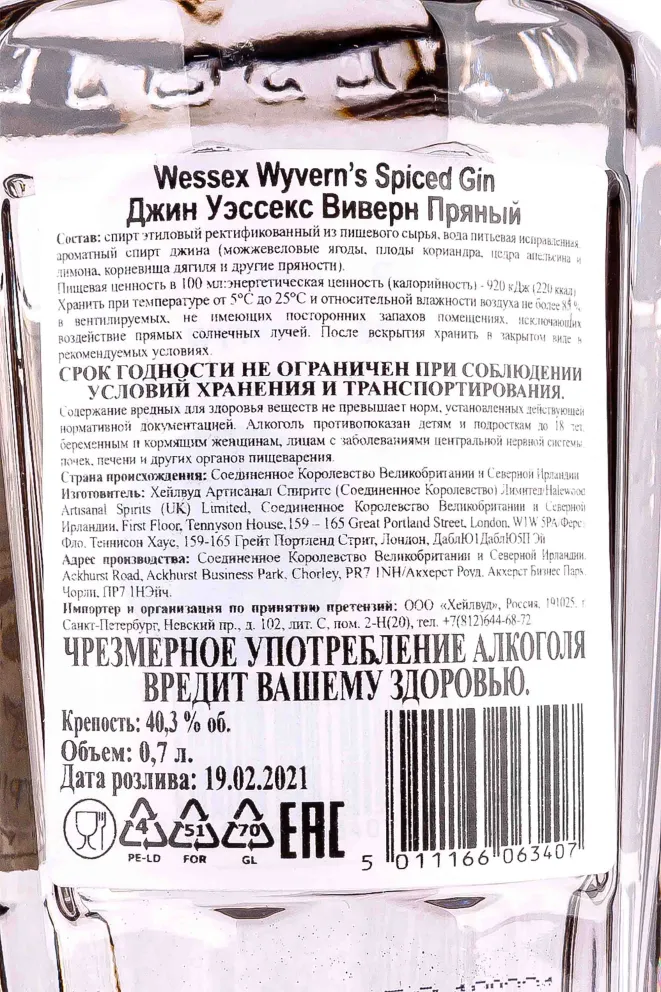 Wessex Wyvern's Spiced Gin
Джин Уэссекс Виверн Пряный
Состав: спирт этиловый ректификованный из пищевого сырья, вода питьевая исправленная,
ароматный спирт джина (можжевеловые ягоды, плоды кориандра, цедра апельсина и
лимона, корневища дягиля и другие пряности).
Пищевая ценность в 100 мл:энергетическая ценность (калорийность) - 920 кДж (220 ккал)
Хранить при температуре от 5°С до 25°С и относительной влажности воздуха не более 85 %
в вентилируемых, не имеющих посторонних запахов помещениях, исключающих
воздействие прямых солнечных лучей. После вскрытия хранить в закрытом виде в
рекомендуемых условиях.
СРОК ГОДНОСТИ НЕ ОГРАНИЧЕН ПРИ СОБЛЮДЕНИИ
УСЛОВИЙ ХРАНЕНИЯ И ТРАНСПОРТИРОВАНИЯ.
Содержание вредных для здоровья веществ не превышает норм, установленных действующей
нормативной документацией. Алкоголь противопоказан детям и подросткам до 18 лет,
беременным и кормящим женщинам, лицам с заболеваниями центральной нервной системы,
почек, печени и других органов пищеварения.
Страна происхождения: Соединенное Королевство Великобритании и Северной Ирландии
Изготовитель: Хейлвуд Артисанал Спиритс (Соединенное Королевство) Лимитед/Halewood
Artisanal Spirits (UK) Limited, Соединенное Королевство Великобритании и Северной
Ирландии, First Floor, Tennyson House, 159 – 165 Great Portland Street, London, W1W 5PA Ферс
Фло, Теннисон Хаус, 159-165 Грейт Портленд Стрит, Лондон, ДаблЮ1ДаблЮ5П Эй
Адрес производства: Соединенное Королевство Великобритании и Северной Ирландии,
Ackhurst Road, Ackhurst Business Park, Chorley, PR7 1NH/Акхерст Роуд, Акхерст Бизнес Парк,
Чорли, ПР7 1НЭйч.
Импортер и организация по принятию претензий: ООО «Хейлвуд», Россия, 191025, г.
Санкт-Петербург, Невский пр., д. 102, лит. С, пом. 2-Н(20), тел. +7(812)644-68-72
ЧРЕЗМЕРНОЕ УПОТРЕБЛЕНИЕ АЛКОГОЛЯ
ВРЕДИТ ВАШЕМУ ЗДОРОВЬЮ.
Крепость: 40,3 % об.
Объем: 0,7 л.
Дата розлива: 19.02.2021
4 51 70 EAC
PE-LD FOR GL
5 011166 063407